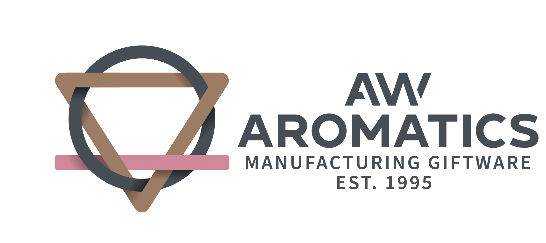 AW
AROMATICS
MANUFACTURING GIFTWARE
EST. 1995